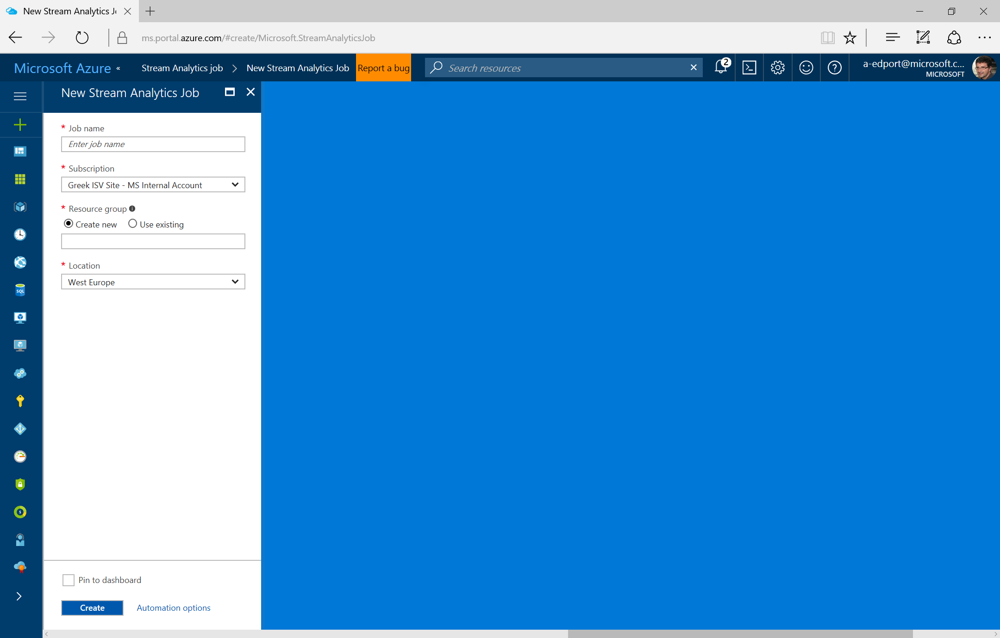 New Stream Analytics J
ms.portal.azure.com/#create/Microsoft.StreamAnalyticsJob
Microsoft Azure «
Stream Analytics job > New Stream Analytics Job
Report a bug
Search resources
2
a-edport@microsoft.c...
MICROSOFT
New Stream Analytics Job
* Job name
Enter job name
* Subscription
Greek ISV Site - MS Internal Account
* Resource group
Create new
Use existing
* Location
West Europe
SQL
Pin to dashboard
Create
Automation options